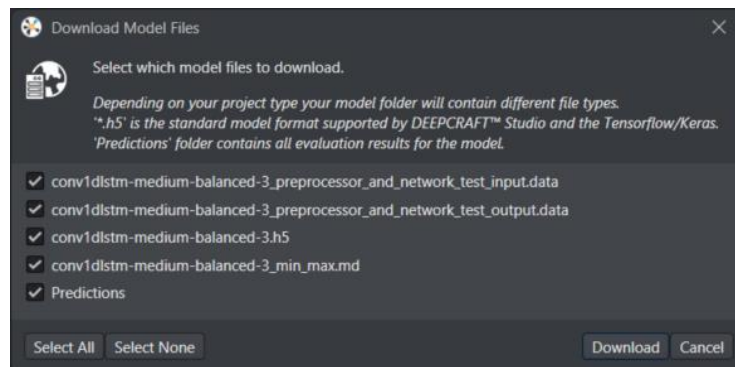 Download Model Files
Select which model files to download.
Depending on your project type your model folder will contain different file types.
'*.h5' is the standard model format supported by DEEPCRAFT™ Studio and the Tensorflow/Keras.
'Predictions' folder contains all evaluation results for the model.
conv1dlstm-medium-balanced-3_preprocessor_and_network_test_input.data
conv1dlstm-medium-balanced-3_preprocessor_and_network_test_output.data
conv1dlstm-medium-balanced-3.h5
conv1dlstm-medium-balanced-3_min_max.md
Predictions
Select All Select None Download Cancel